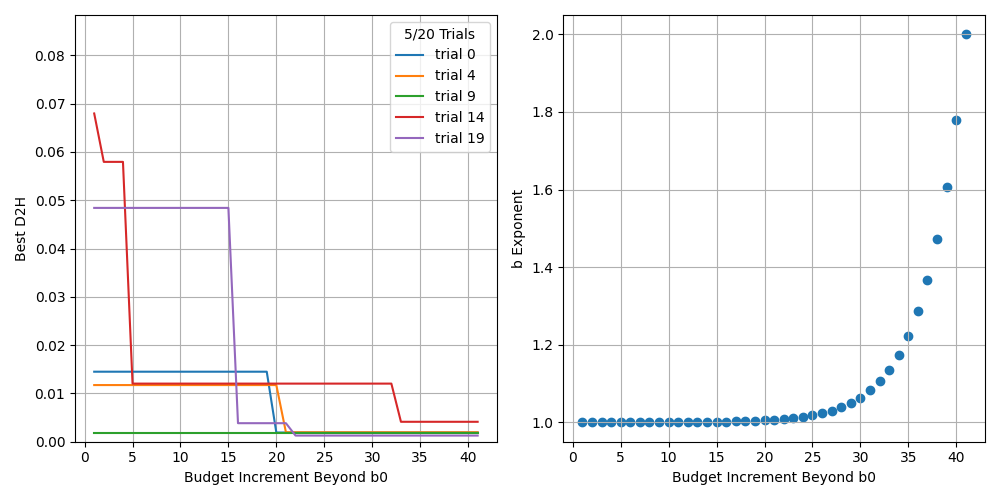 0.08
0.07
0.06
0.05
0.04
0.03
0.02
0.01
0.00
Best D2H
0 5 10 15 20 25 30 35 40
Budget Increment Beyond b0
5/20 Trials
trial 0
trial 4
trial 9
trial 14
trial 19
2.0
1.8
1.6
1.4
1.2
1.0
b Exponent
0 5 10 15 20 25 30 35 40
Budget Increment Beyond b0